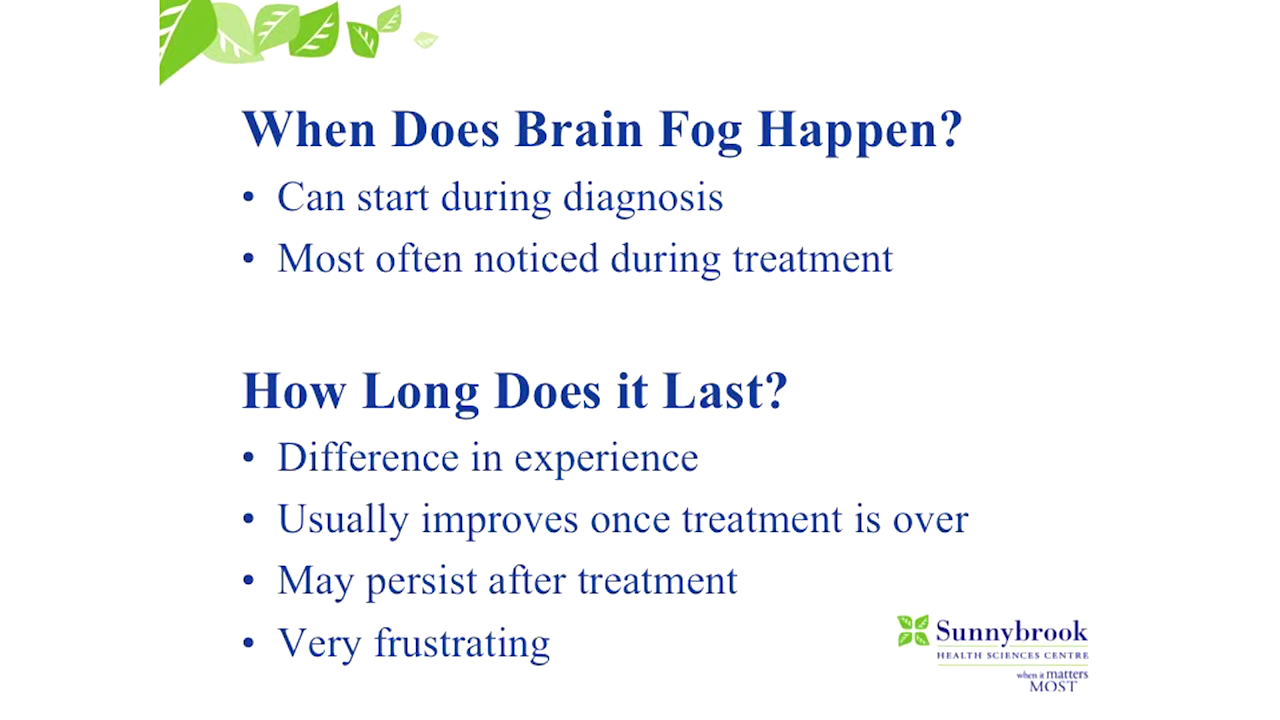 When Does Brain Fog Happen?
• Can start during diagnosis
• Most often noticed during treatment
How Long Does it Last?
• Difference in experience
• Usually improves once treatment is over
• May persist after treatment
• Very frustrating
Sunnybrook
HEALTH SCIENCES CENTRE
when it matters
MOST